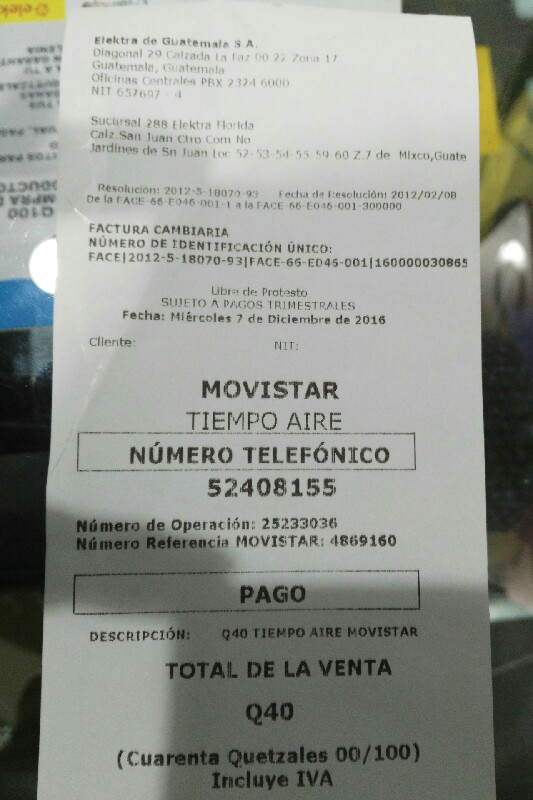 Elektra de Guatemala S.A.
Diagonal 29 Calzada La Paz 00 22 Zona 17
Guatemala, Guatemala
Oficinas Centrales PBX 2324 6000
NIT 657697 - 4
Sucursal 288 Elektra Florida
Calz.San Juan Ctro Com No
Jardines de Sn Juan Loc 52-53-54-55-59-60 Z.7 de Mixco,Guate
Resolución: 2012-5-18070-93 Fecha de Resolución: 2012/02/08
De la FACE-66-E046-001-1 a la FACE-66-E046-001-300000
FACTURA CAMBIARIA
NÚMERO DE IDENTIFICACIÓN ÚNICO:
FACE|2012-5-18070-93|FACE-66-E046-001|160000030865
Libre de Protesto
SUJETO A PAGOS TRIMESTRALES
Fecha: Miércoles 7 de Diciembre de 2016
Cliente: NIT:
MOVISTAR
TIEMPO AIRE
NÚMERO TELEFÓNICO
52408155
Número de Operación: 25233036
Número Referencia MOVISTAR: 4869160
PAGO
DESCRIPCIÓN: Q40 TIEMPO AIRE MOVISTAR
TOTAL DE LA VENTA
Q40
(Cuarenta Quetzales 00/100)
Incluye IVA